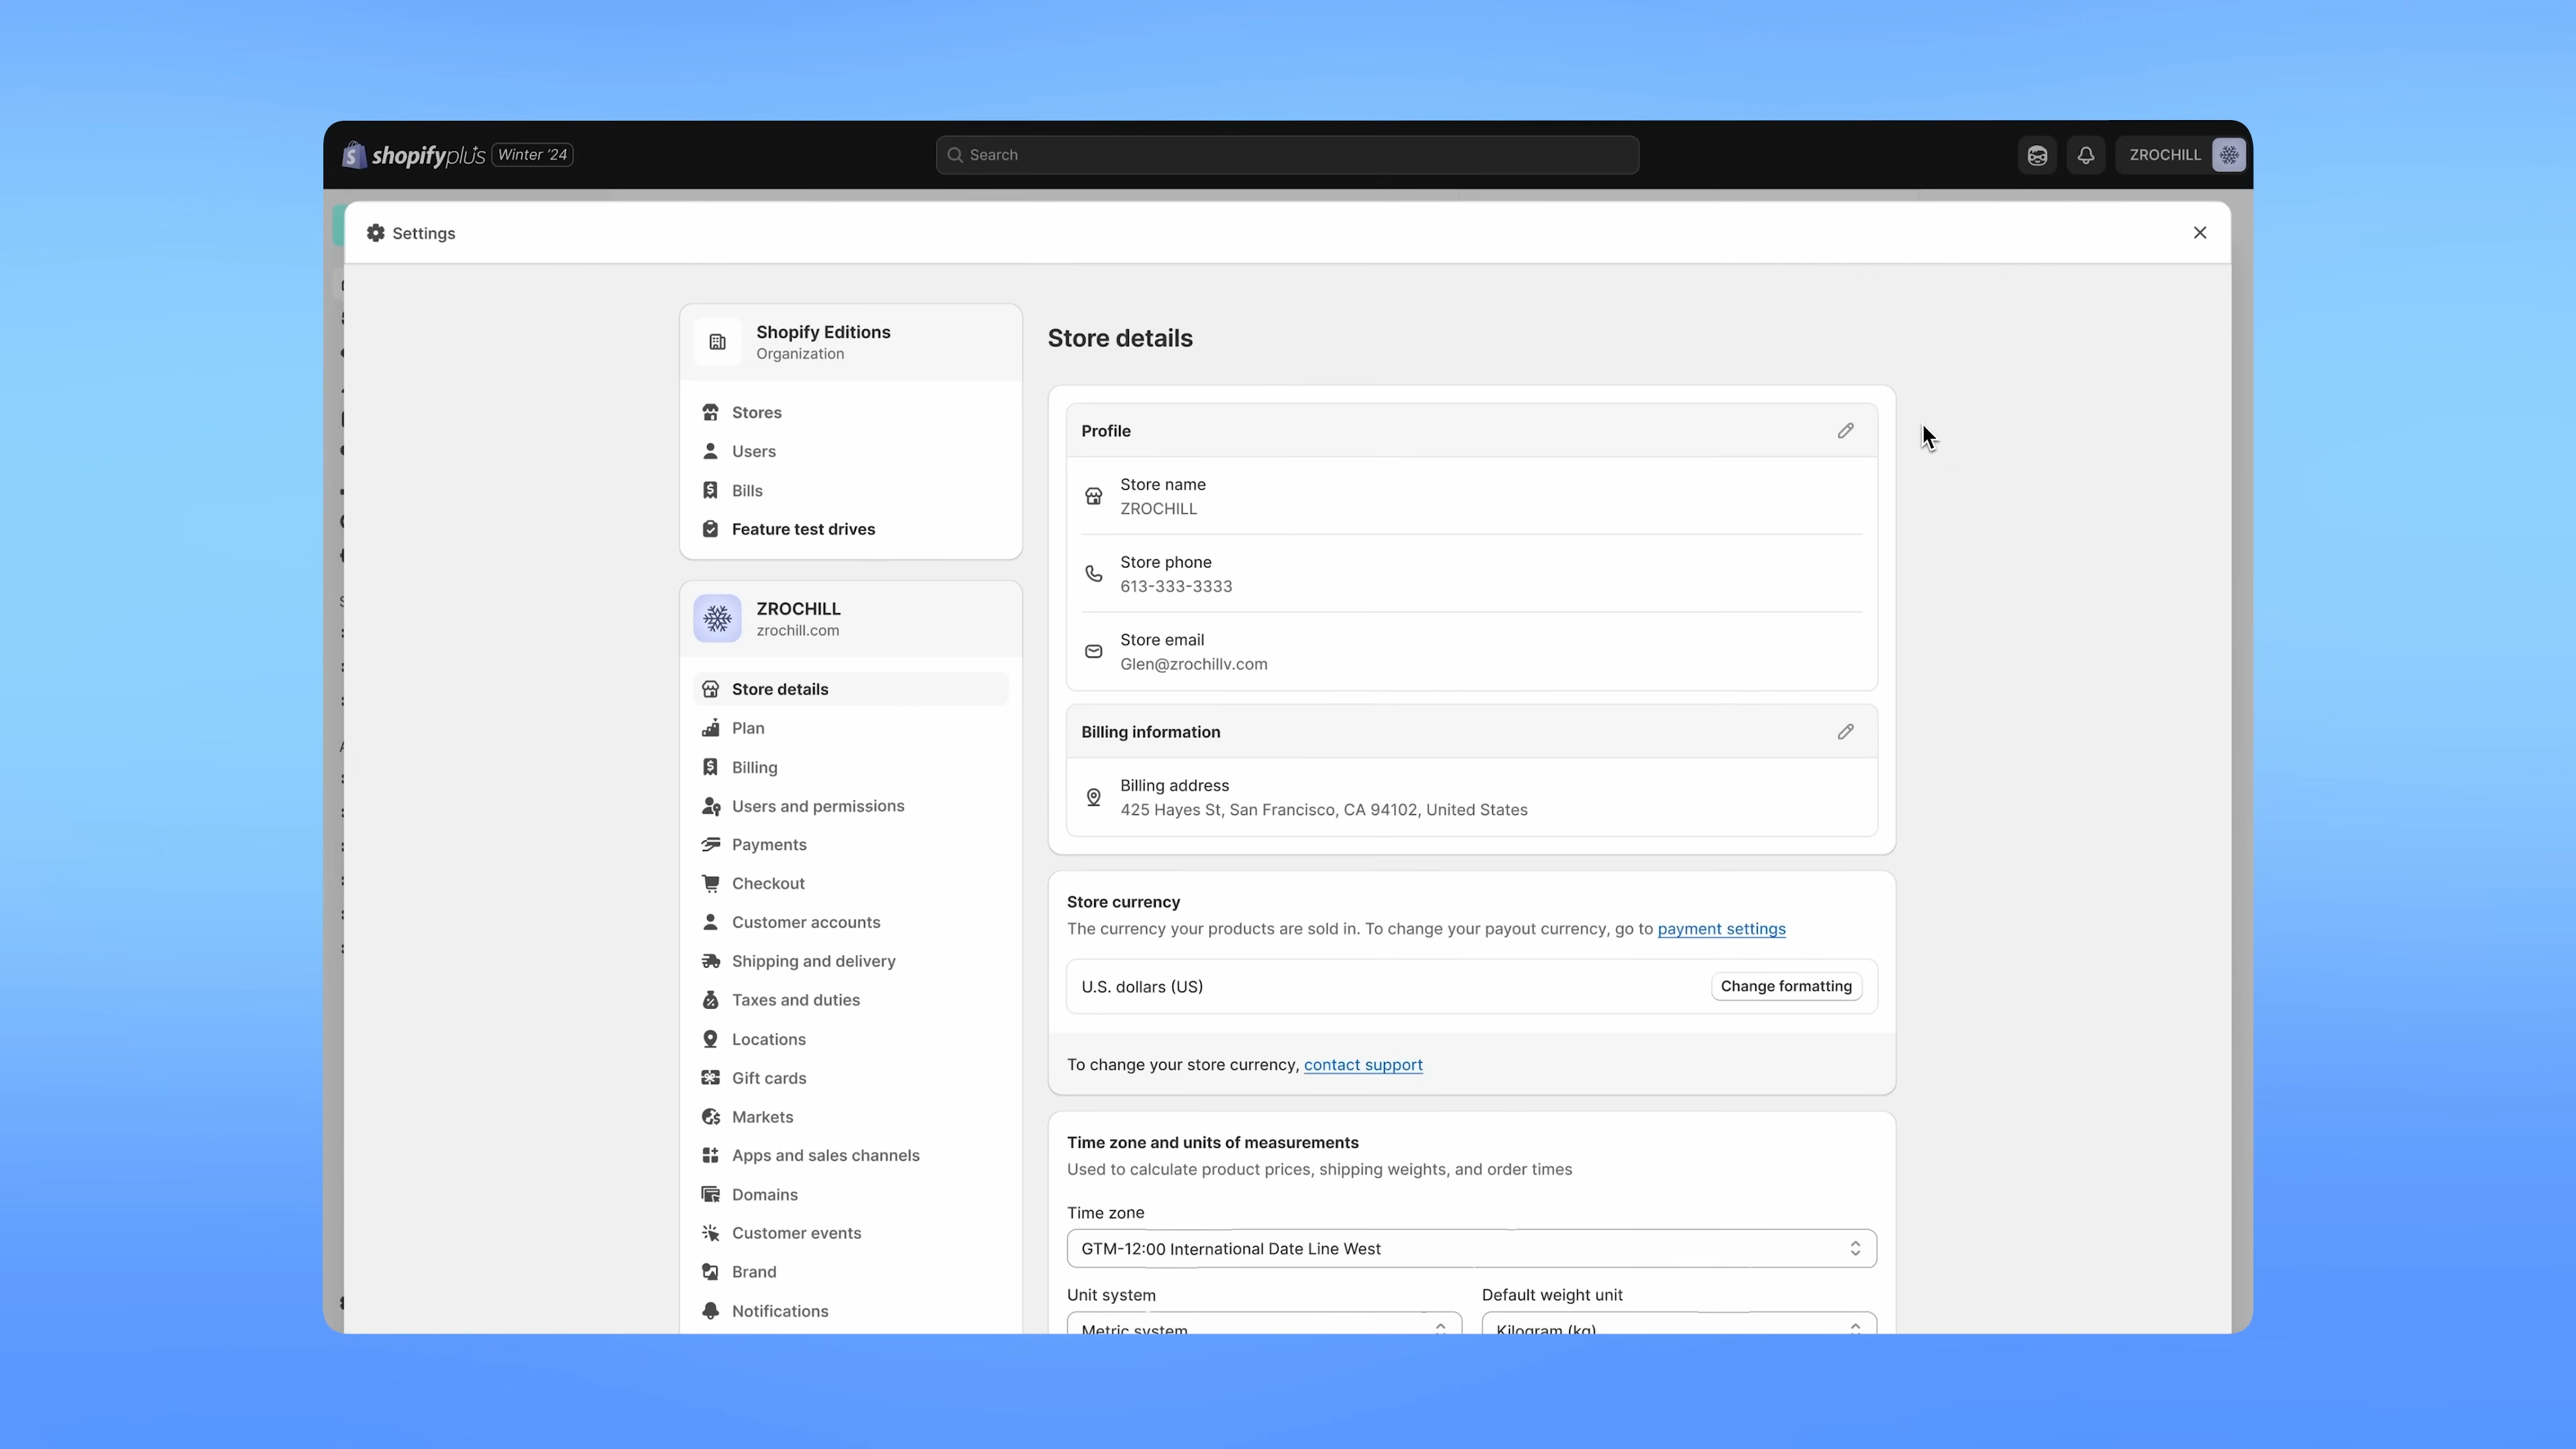 shopifyplus Winter '24
Search
ZROCHILL
Settings
Shopify Editions
Organization
Stores
Users
Bills
Feature test drives
ZROCHILL
zrochill.com
Store details
Plan
Billing
Users and permissions
Payments
Checkout
Customer accounts
Shipping and delivery
Taxes and duties
Locations
Gift cards
Markets
Apps and sales channels
Domains
Customer events
Brand
Notifications
Store details
Profile
Store name
ZROCHILL
Store phone
613-333-3333
Store email
Glen@zrochillv.com
Billing information
Billing address
425 Hayes St, San Francisco, CA 94102, United States
Store currency
The currency your products are sold in. To change your payout currency, go to payment settings
U.S. dollars (US)
Change formatting
To change your store currency, contact support
Time zone and units of measurements
Used to calculate product prices, shipping weights, and order times
Time zone
GTM-12:00 International Date Line West
Unit system
Default weight unit
Metric system
Kilogram (kg)